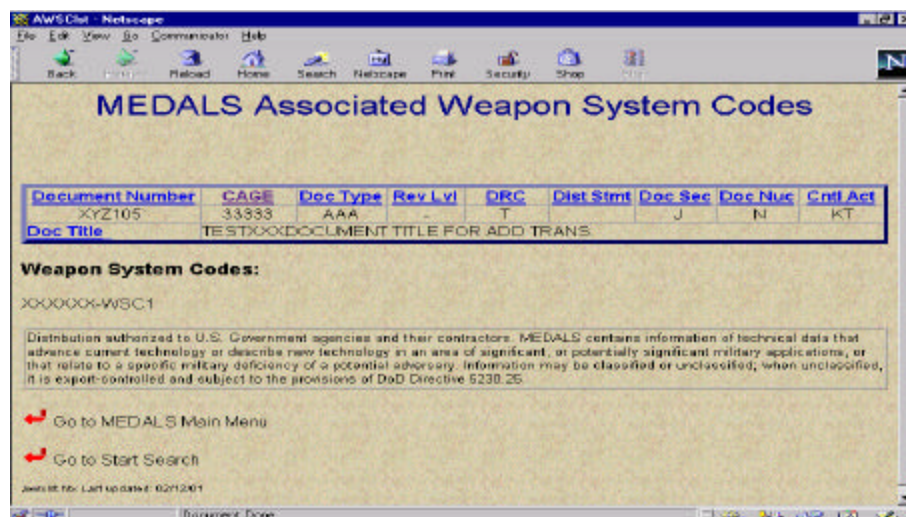 AWSClist - Netscape
File Edit View Go Communicator Help
Back Reload Home Search Netscape Print Security Shop
N
MEDALS Associated Weapon System Codes
Document Number CAGE Doc Type Rev Lvl DRC Dist Stmt Doc Sec Doc Nuc Cntl Act
XYZ105 33333 AAA - T J N KT
Doc Title TESTXXXDOCUMENT TITLE FOR ADD TRANS.
Weapon System Codes:
XXXXXXX-WSC1
Distribution authorized to U.S. Government agencies and their contractors. MEDALS contains information of technical data that
advance current technology or describe new technology in an area of significant, or potentially significant military applications, or
that relate to a specific military deficiency of a potential adversary. Information may be classified or unclassified; when unclassified,
it is export-controlled and subject to the provisions of DoD Directive 5230.25
Go to MEDALS Main Menu
Go to Start Search
Last updated: 02/12/01
Document: Done